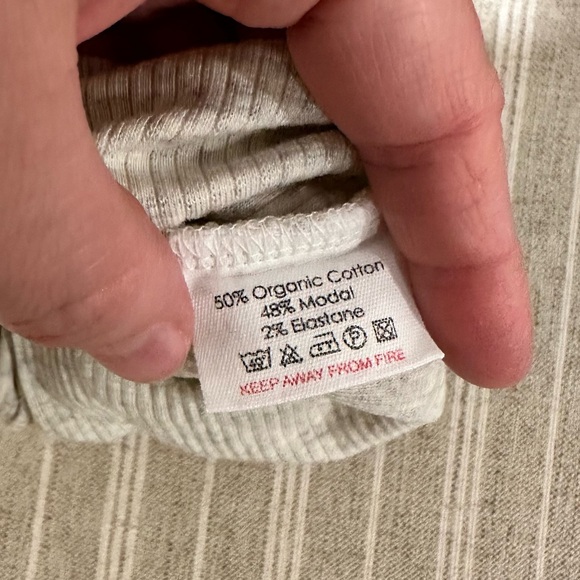 50% Organic Cotton
48% Modal
2% Elastane
P
KEEP AWAY FROM FIRE